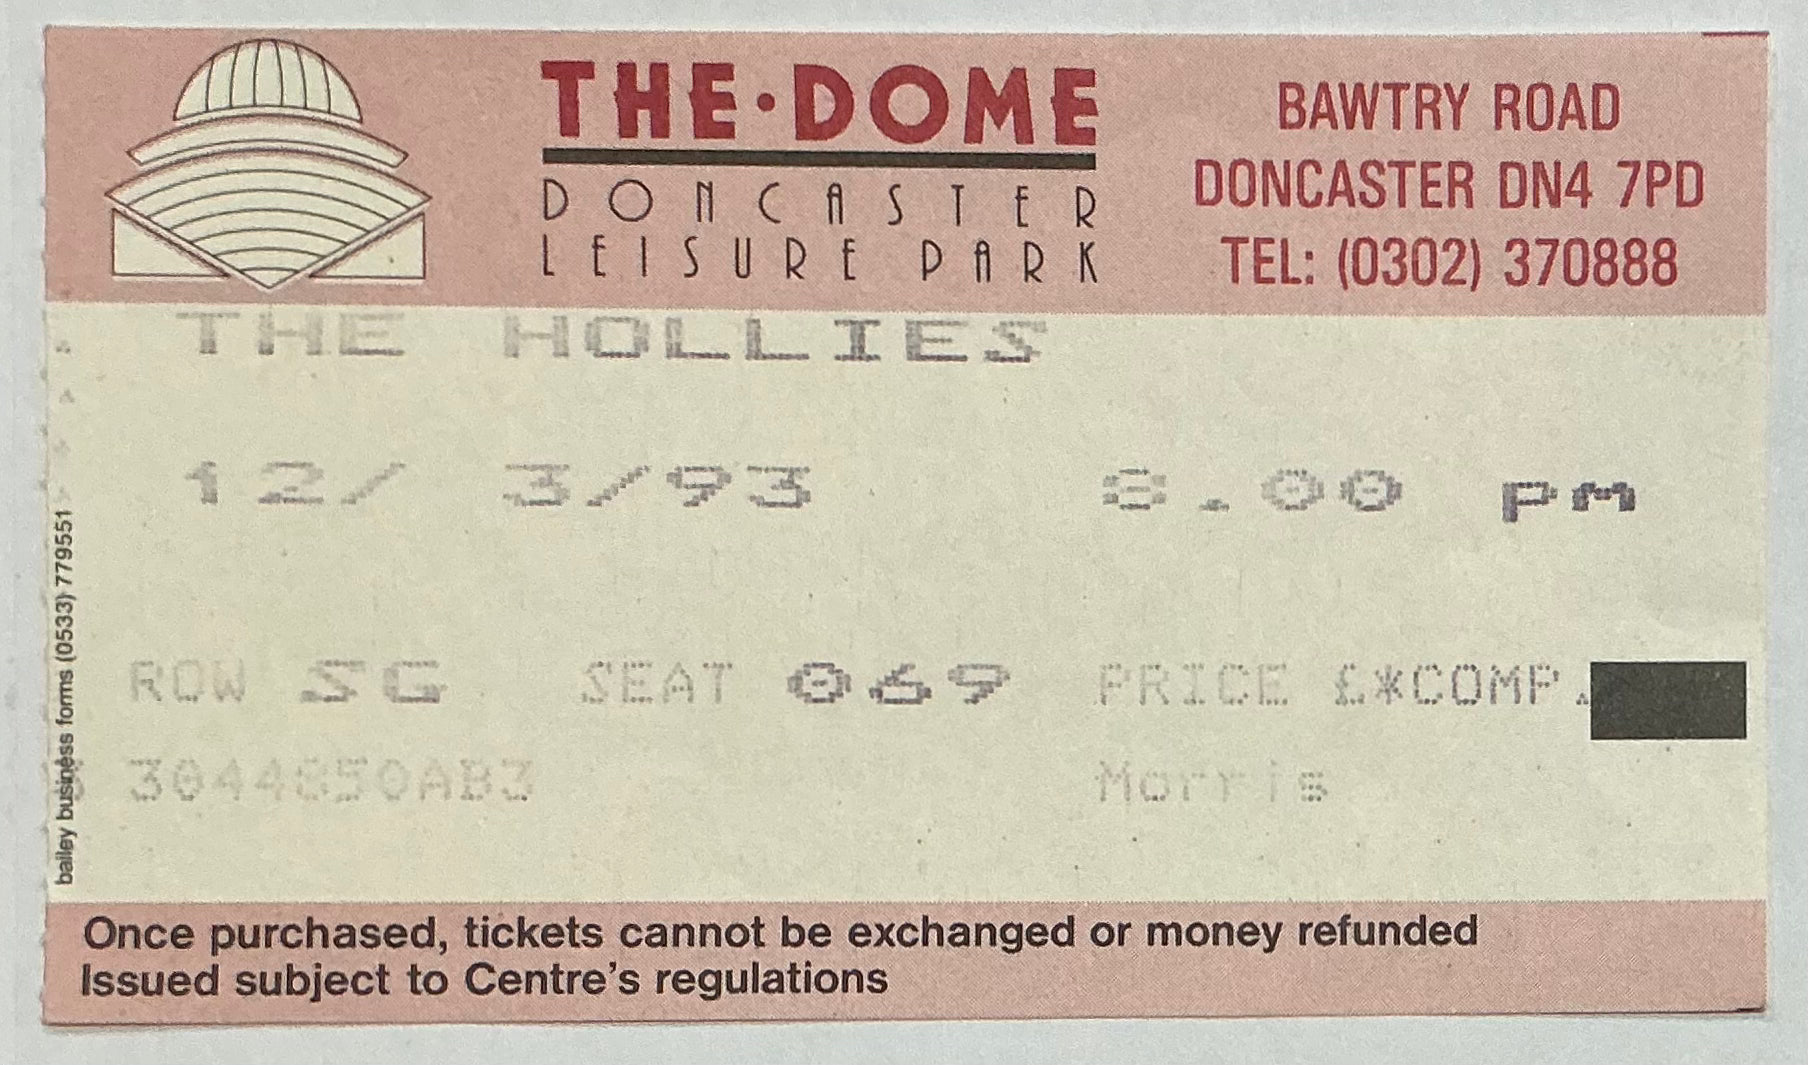 THE·DOME
DONCASTER
LEISURE PARK
BAWTRY ROAD
DONCASTER DN4 7PD
TEL: (0302) 370888
THE HOLLIES
12/ 3/93 8.00 pm
ROW SG SEAT 069 PRICE £*COMP.
3044850AB3 Morris
bailey business forms (0533) 779551
Once purchased, tickets cannot be exchanged or money refunded
Issued subject to Centre's regulations